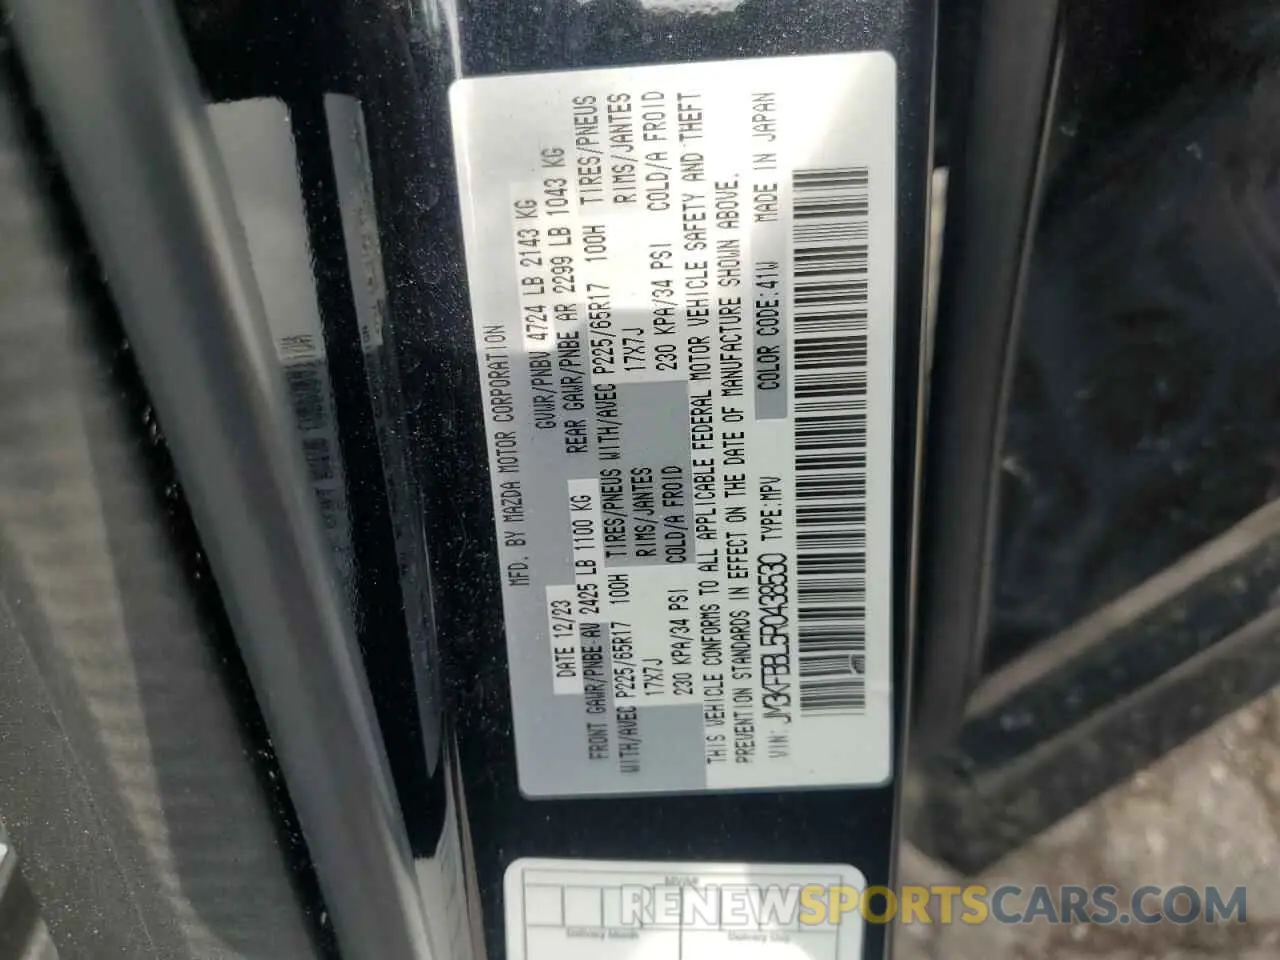 MFD. BY MAZDA MOTOR CORPORATION
DATE 12/23 GVWR/PNBV 4724 LB 2143 KG
FRONT GAWR/PNBE AV 2425 LB 1100 KG REAR GAWR/PNBE AR 2299 LB 1043 KG
WITH/AVEC P225/65R17 100H TIRES/PNEUS WITH/AVEC P225/65R17 100H TIRES/PNEUS
17X7J RIMS/JANTES 17X7J RIMS/JANTES
230 KPA/34 PSI COLD/A FROID 230 KPA/34 PSI COLD/A FROID
THIS VEHICLE CONFORMS TO ALL APPLICABLE FEDERAL MOTOR VEHICLE SAFETY AND THEFT
PREVENTION STANDARDS IN EFFECT ON THE DATE OF MANUFACTURE SHOWN ABOVE.
VIN: JM3KFBBL5R0438530 TYPE:MPV COLOR CODE:41W MADE IN JAPAN
Delivery Month Delivery Day
RENEWSPORTSCARS.COM